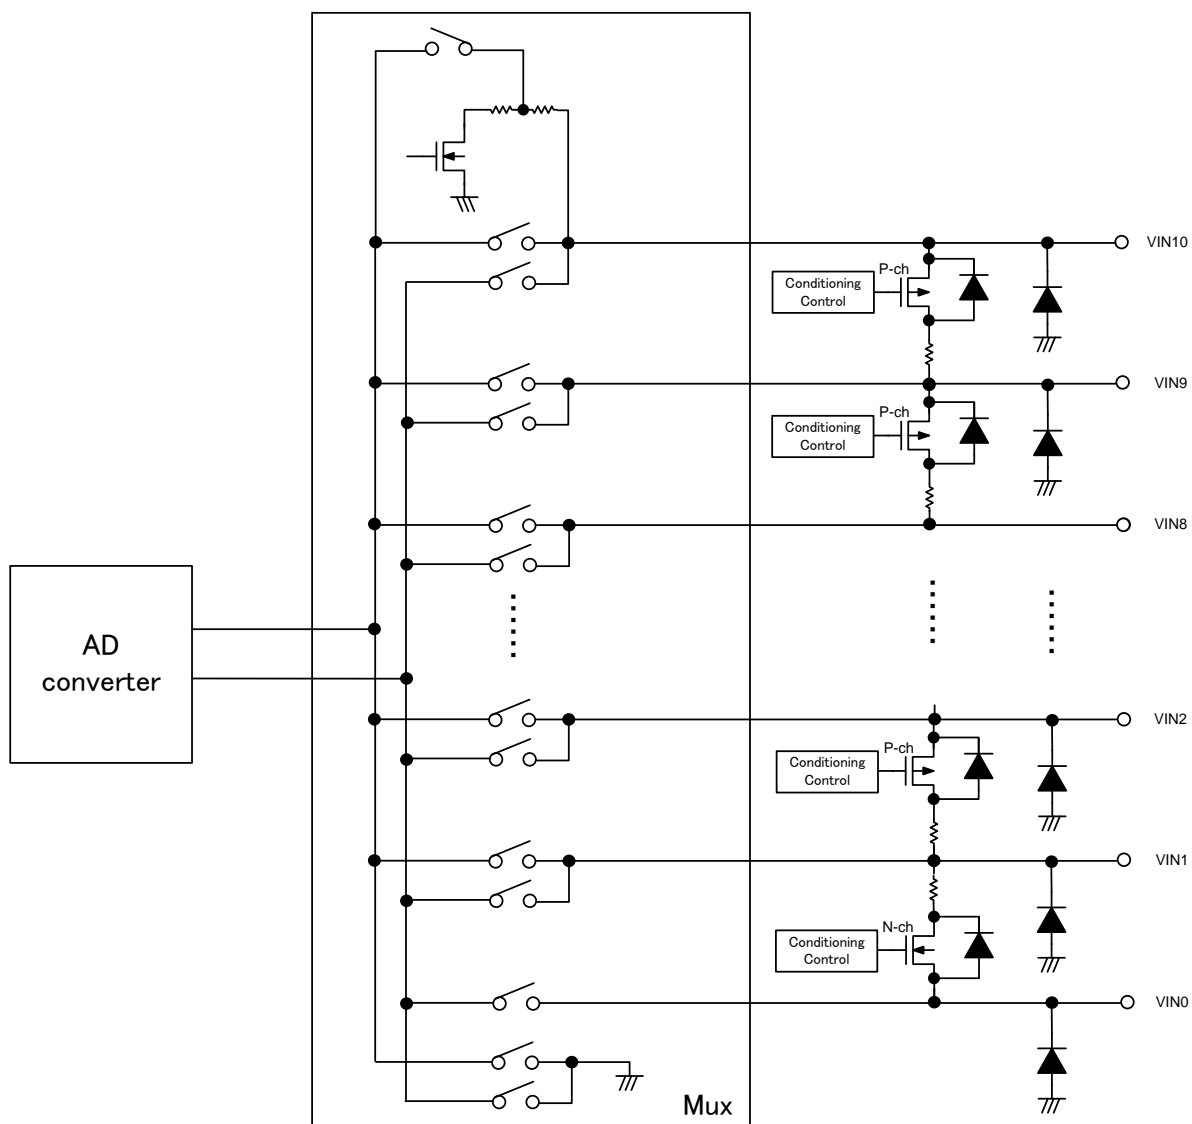 VIN10
P-ch
Conditioning
Control
VIN9
P-ch
Conditioning
Control
VIN8
AD
converter
VIN2
P-ch
Conditioning
Control
VIN1
N-ch
Conditioning
Control
VIN0
Mux